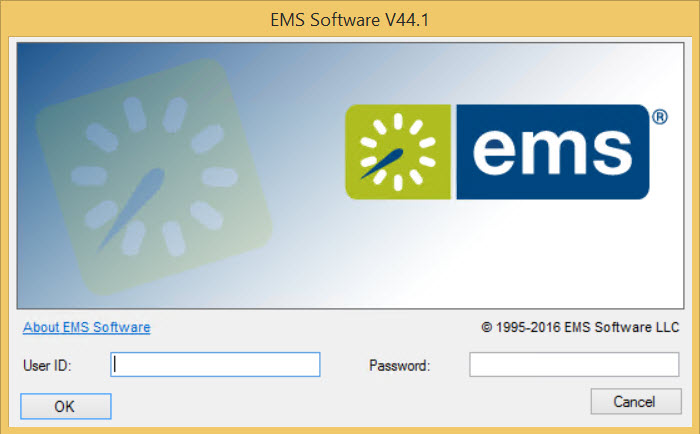 EMS Software V44.1
ems®
About EMS Software
© 1995-2016 EMS Software LLC
User ID:
Password:
OK
Cancel